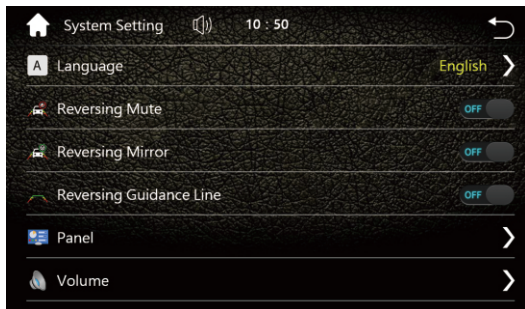 System Setting 10 : 50
A Language English
Reversing Mute OFF
Reversing Mirror OFF
Reversing Guidance Line OFF
Panel
Volume